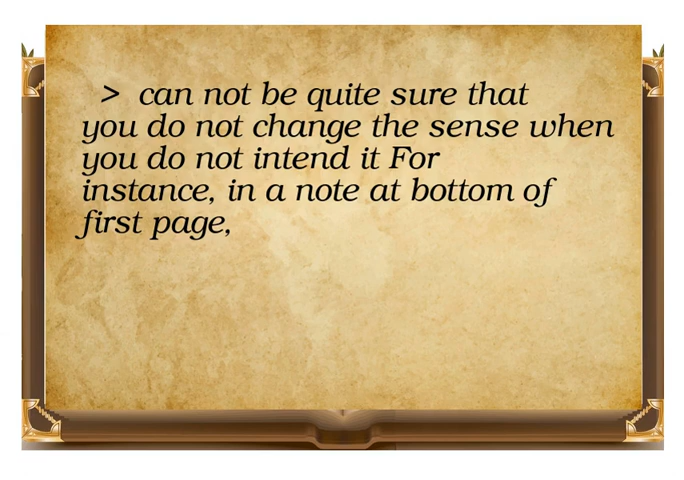 > can not be quite sure that
you do not change the sense when
you do not intend it For
instance, in a note at bottom of
first page,